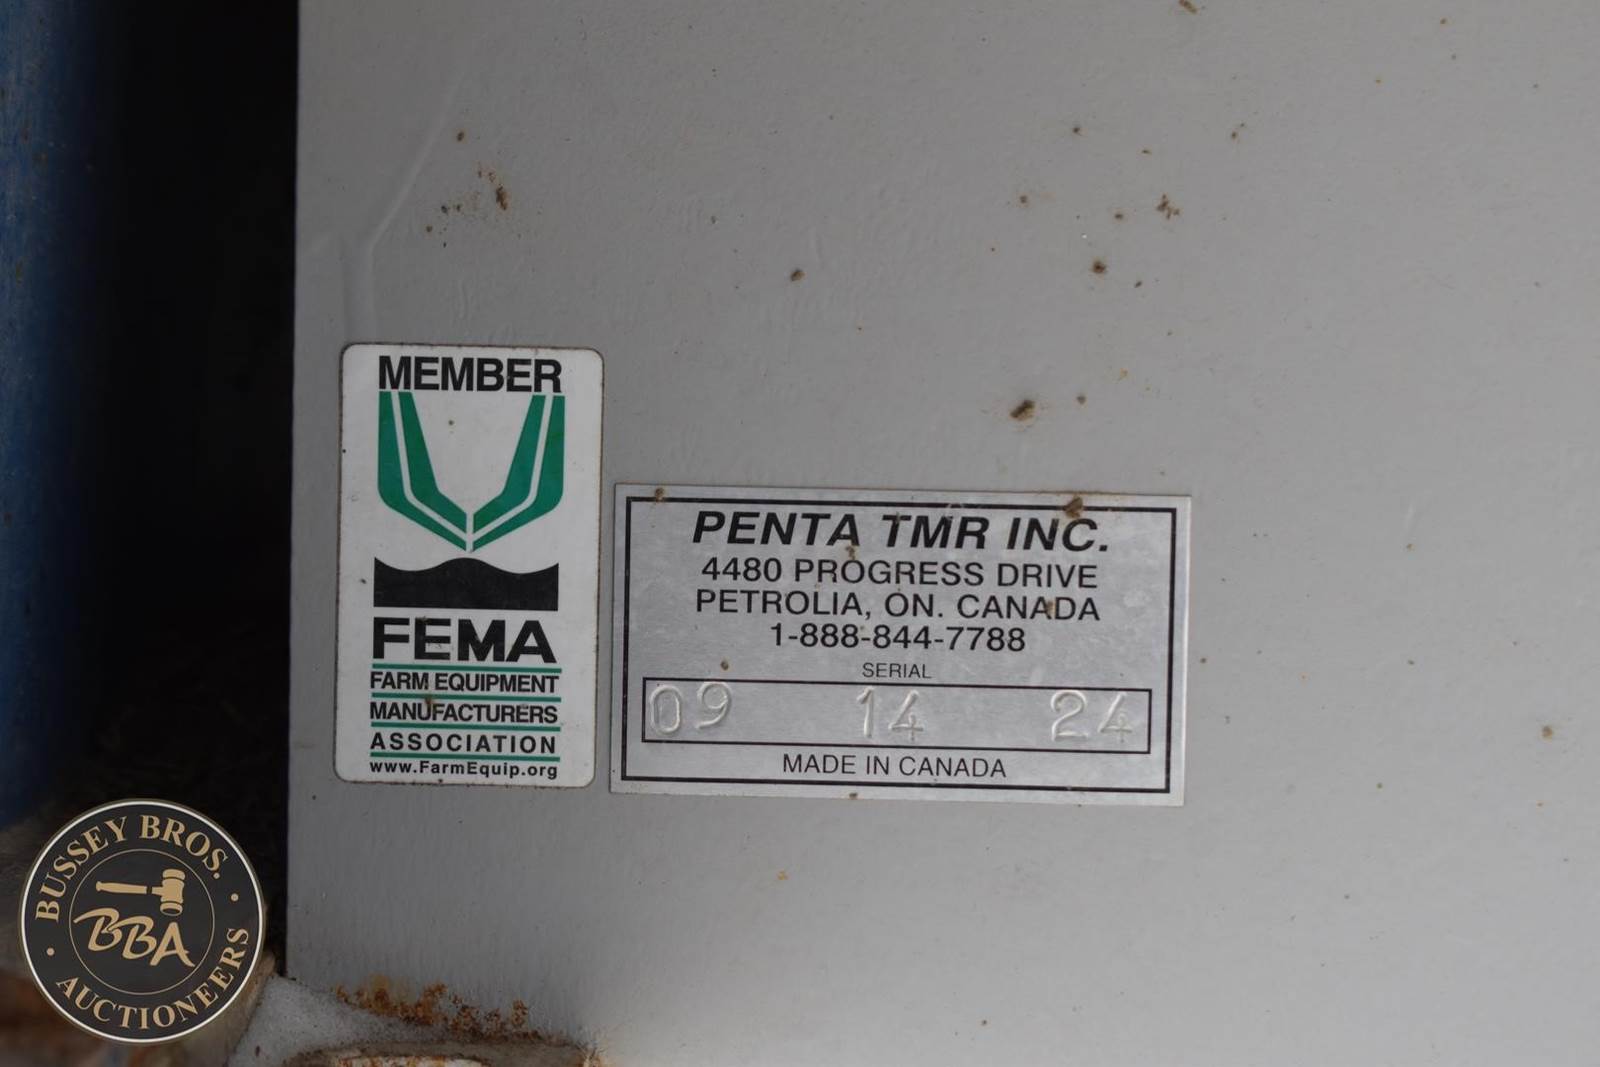 MEMBER
FEMA
FARM EQUIPMENT
MANUFACTURERS
ASSOCIATION
www.FarmEquip.org
PENTA TMR INC.
4480 PROGRESS DRIVE
PETROLIA, ON. CANADA
1-888-844-7788
SERIAL
09 14 24
MADE IN CANADA
BUSSEY BROS.
BBA
AUCTIONEERS